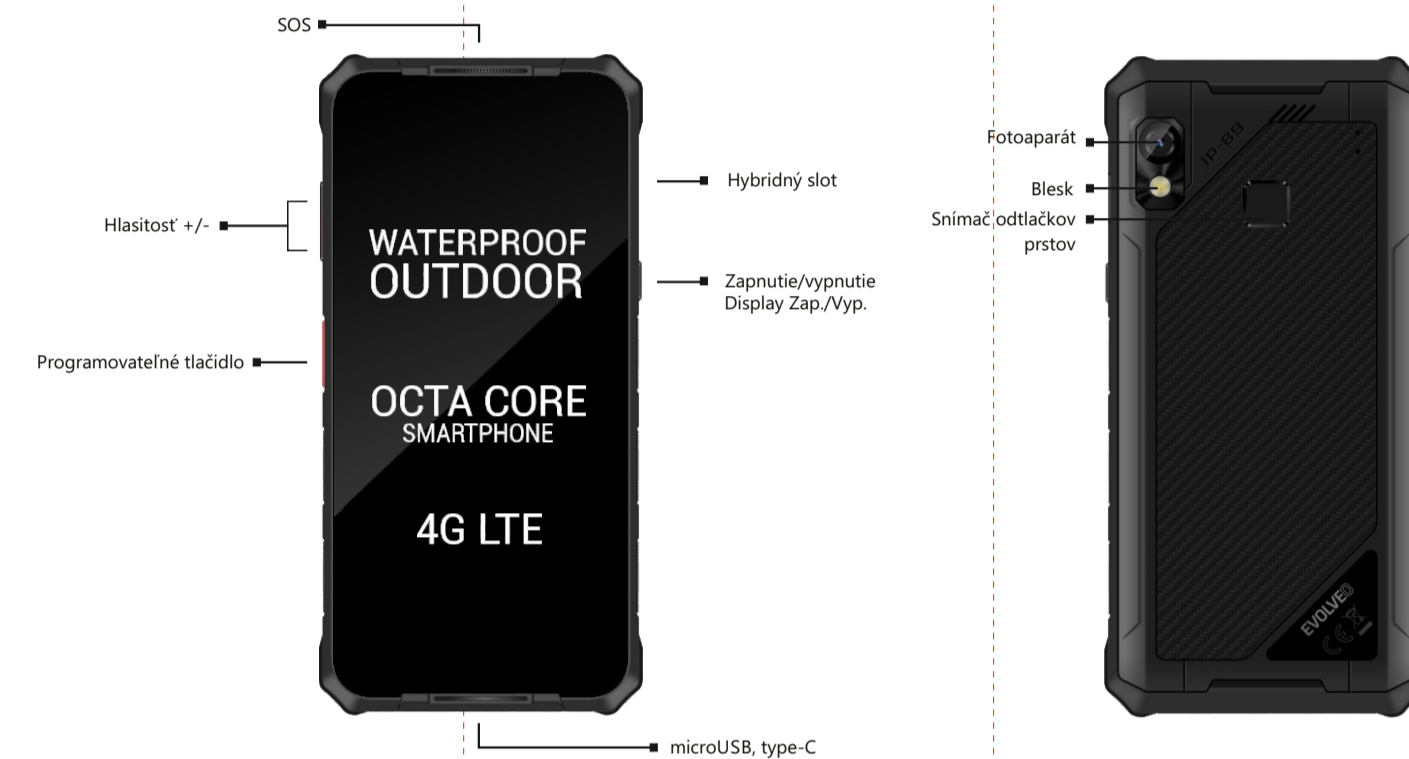 SOS
Hlasitosť +/-
Programovateľné tlačidlo
WATERPROOF
OUTDOOR
OCTA CORE
SMARTPHONE
4G LTE
Hybridný slot
Zapnutie/vypnutie
Display Zap./Vyp.
microUSB, type-C
Fotoaparát
Blesk
Snímač odtlačkov
prstov
IP-69
EVOLVEO
CE